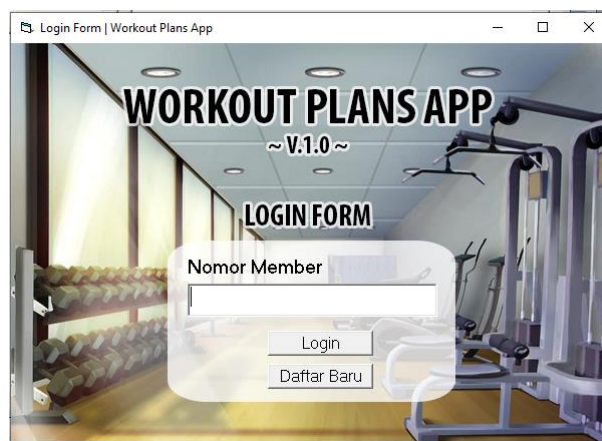 Login Form | Workout Plans App
WORKOUT PLANS APP
~ V.1.0 ~
LOGIN FORM
Nomor Member
Login
Daftar Baru